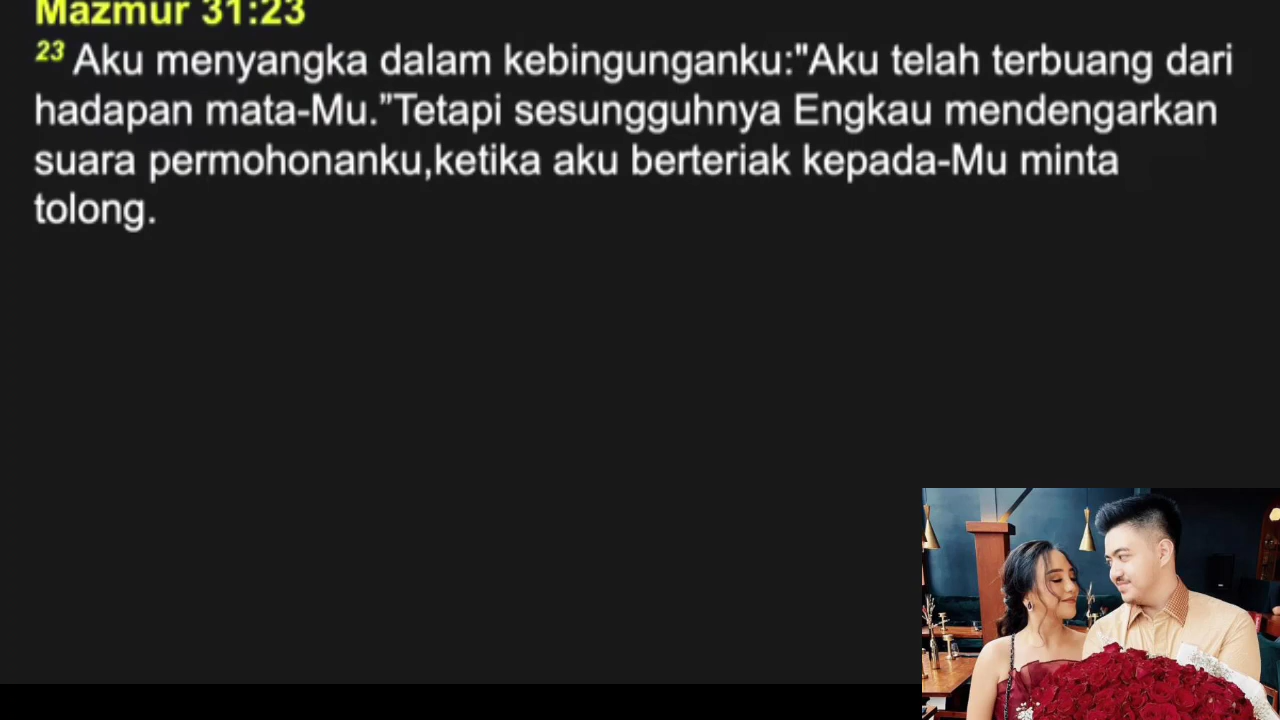 Mazmur 31:23
23 Aku menyangka dalam kebingunganku:"Aku telah terbuang dari
hadapan mata-Mu.”Tetapi sesungguhnya Engkau mendengarkan
suara permohonanku,ketika aku berteriak kepada-Mu minta
tolong.